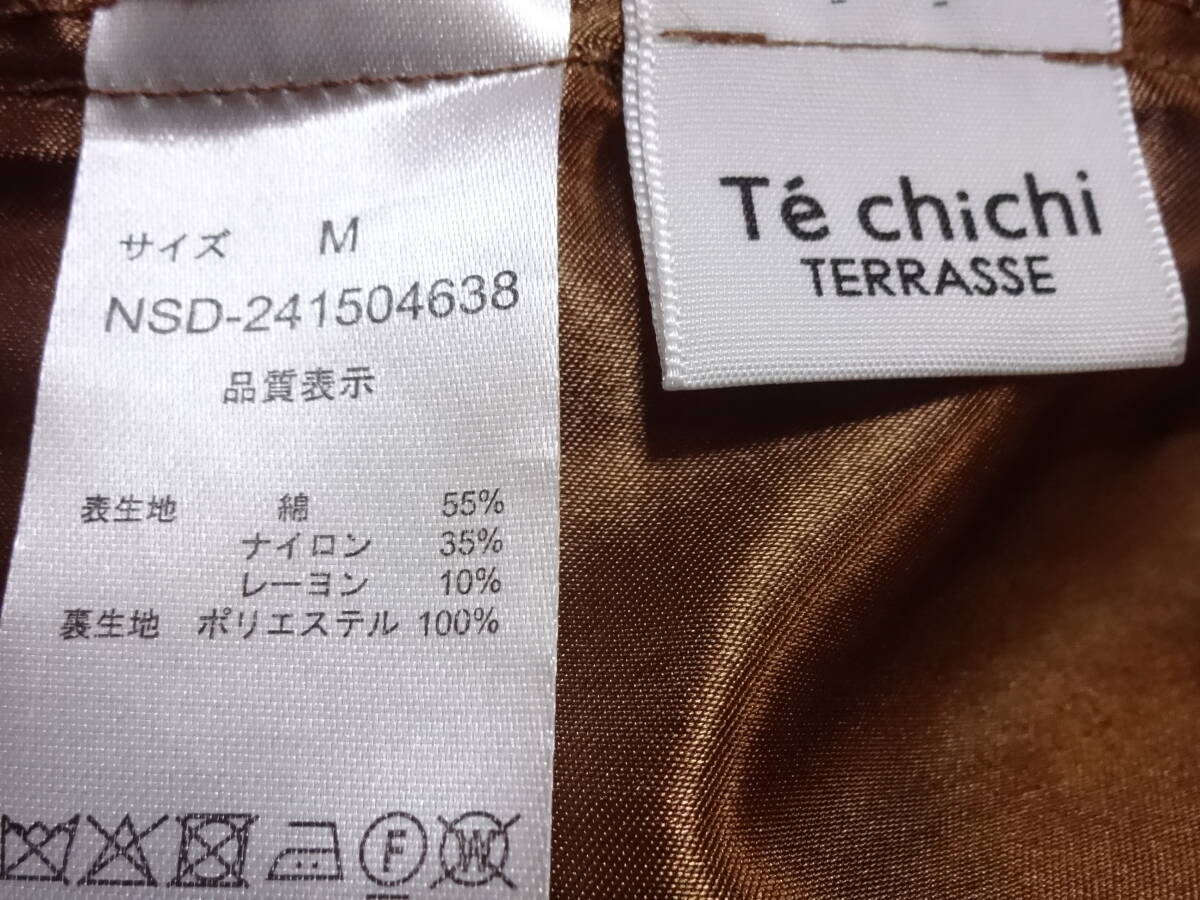 サイズ M
NSD-241504638
品質表示
表生地 綿 55%
ナイロン 35%
レーヨン 10%
裏生地 ポリエステル 100%
F
W
Té chichi
TERRASSE